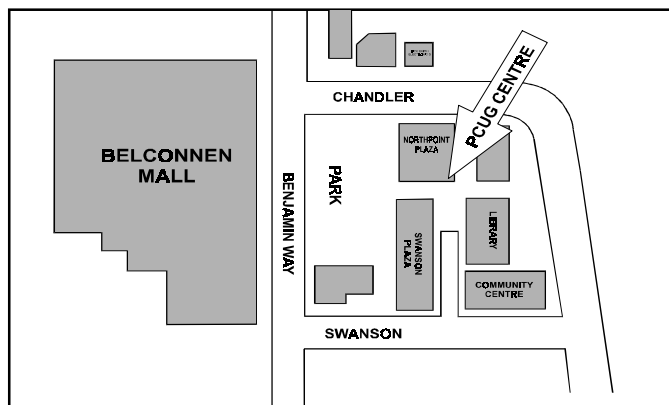 CHANDLER
PCUG CENTRE
NORTHPOINT
PLAZA
BELCONNEN
MALL
BENJAMIN WAY
PARK
SWANSON
PLAZA
LIBRARY
COMMUNITY
CENTRE
SWANSON